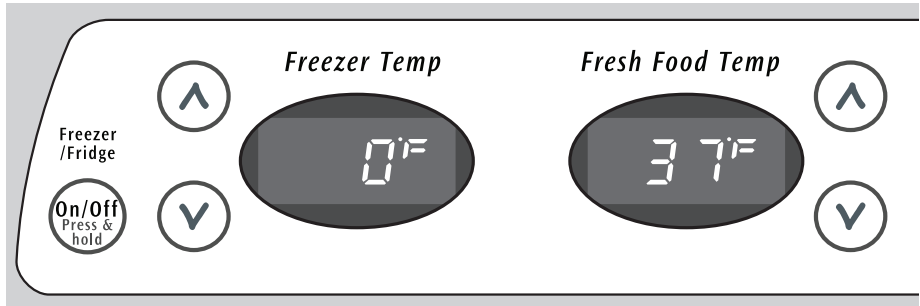 Freezer Temp
Fresh Food Temp
Freezer
/Fridge
0°F
37°F
On/Off
Press &
hold